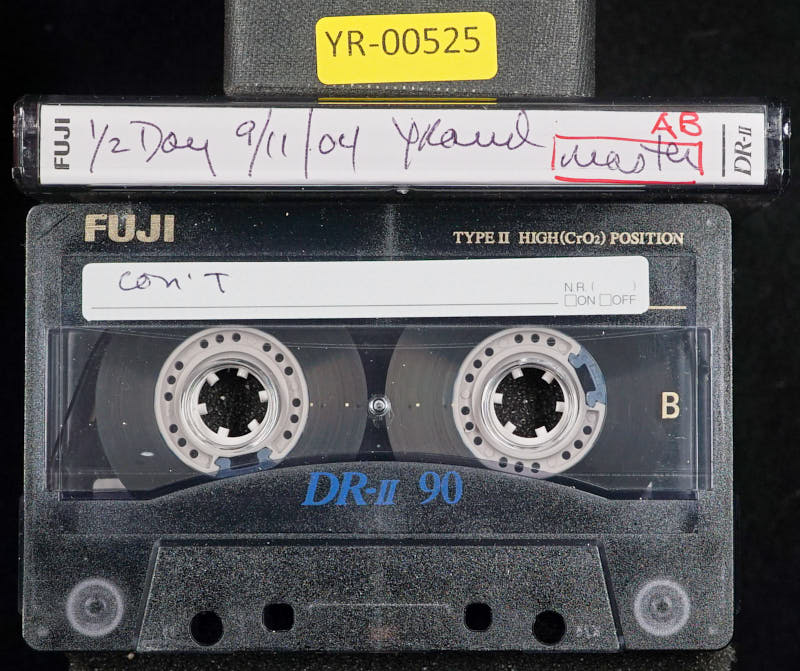 YR-00525
AB
FUJI 1/2 Day 9/11/04 YRand master DR-II
FUJI
TYPE II HIGH(CrO2) POSITION
con'T
N.R.( )
□ON □OFF
B
DR-II 90